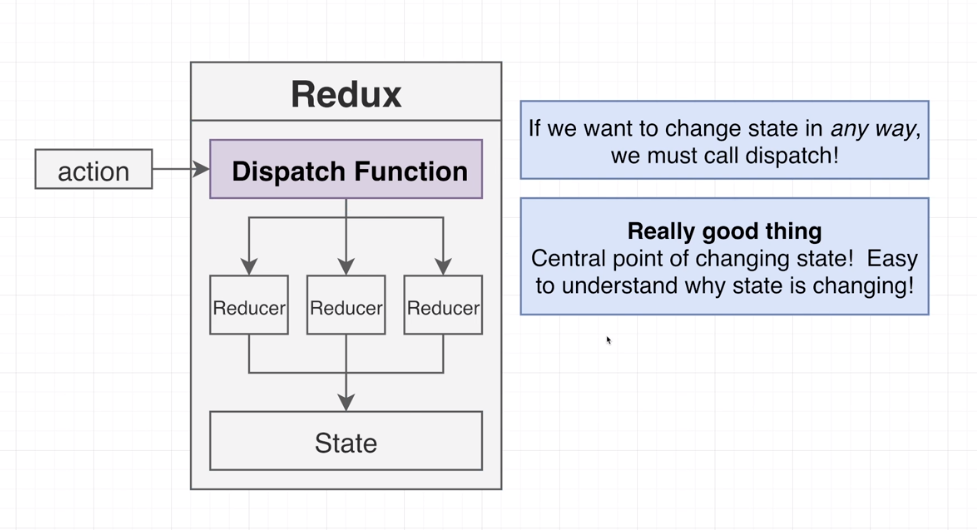 Redux
action
Dispatch Function
Reducer
Reducer
Reducer
State
If we want to change state in any way,
we must call dispatch!
Really good thing
Central point of changing state!  Easy
to understand why state is changing!